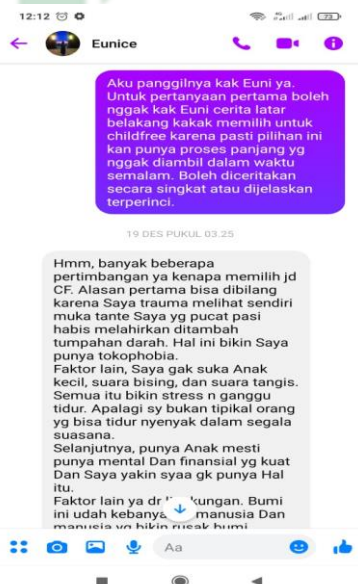 12:12
73
Eunice
Aku panggilnya kak Euni ya.
Untuk pertanyaan pertama boleh
nggak kak Euni cerita latar
belakang kakak memilih untuk
childfree karena pasti pilihan ini
kan punya proses panjang yg
nggak diambil dalam waktu
semalam. Boleh diceritakan
secara singkat atau dijelaskan
terperinci.
19 DES PUKUL 03.25
Hmm, banyak beberapa
pertimbangan ya kenapa memilih jd
CF. Alasan pertama bisa dibilang
karena Saya trauma melihat sendiri
muka tante Saya yg pucat pasi
habis melahirkan ditambah
tumpahan darah. Hal ini bikin Saya
punya tokophobia.
Faktor lain, Saya gak suka Anak
kecil, suara bising, dan suara tangis.
Semua itu bikin stress n ganggu
tidur. Apalagi sy bukan tipikal orang
yg bisa tidur nyenyak dalam segala
suasana.
Selanjutnya, punya Anak mesti
punya mental Dan finansial yg kuat
Dan Saya yakin syaa gk punya Hal
itu.
Faktor lain ya dr kungan. Bumi
ini udah kebanya manusia Dan
manusia yg bikin rusak bumi
Aa